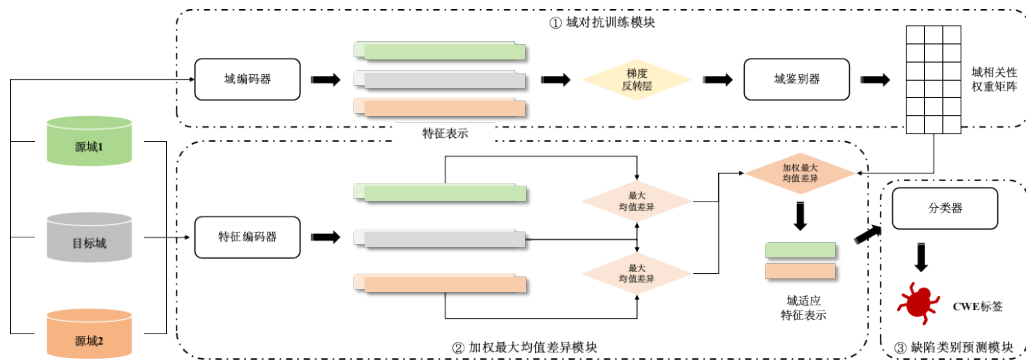 ① 域对抗训练模块
域编码器
梯度
反转层
域鉴别器
域相关性
权重矩阵
特征表示
源域1
目标域
源域2
特征编码器
最大
均值差异
最大
均值差异
加权最大
均值差异
域适应
特征表示
② 加权最大均值差异模块
分类器
CWE标签
③ 缺陷类别预测模块